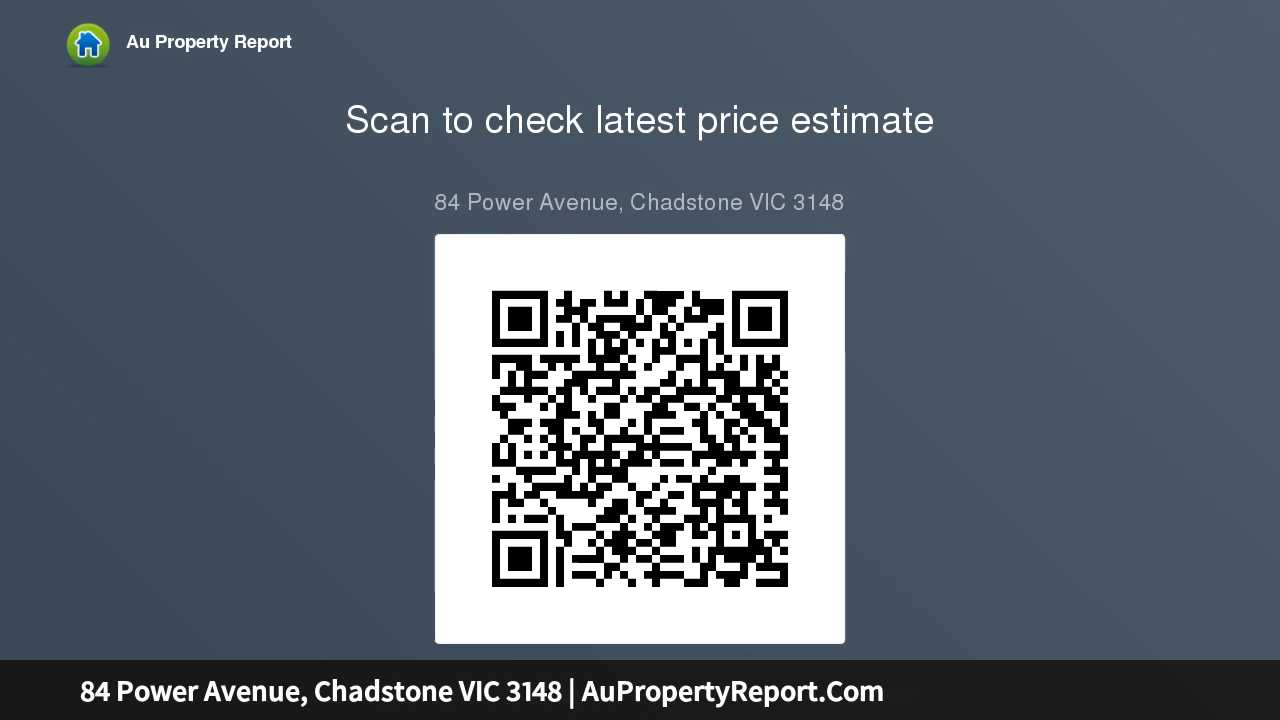 Au Property Report
Scan to check latest price estimate
84 Power Avenue, Chadstone VIC 3148
84 Power Avenue, Chadstone VIC 3148 | AuPropertyReport.Com